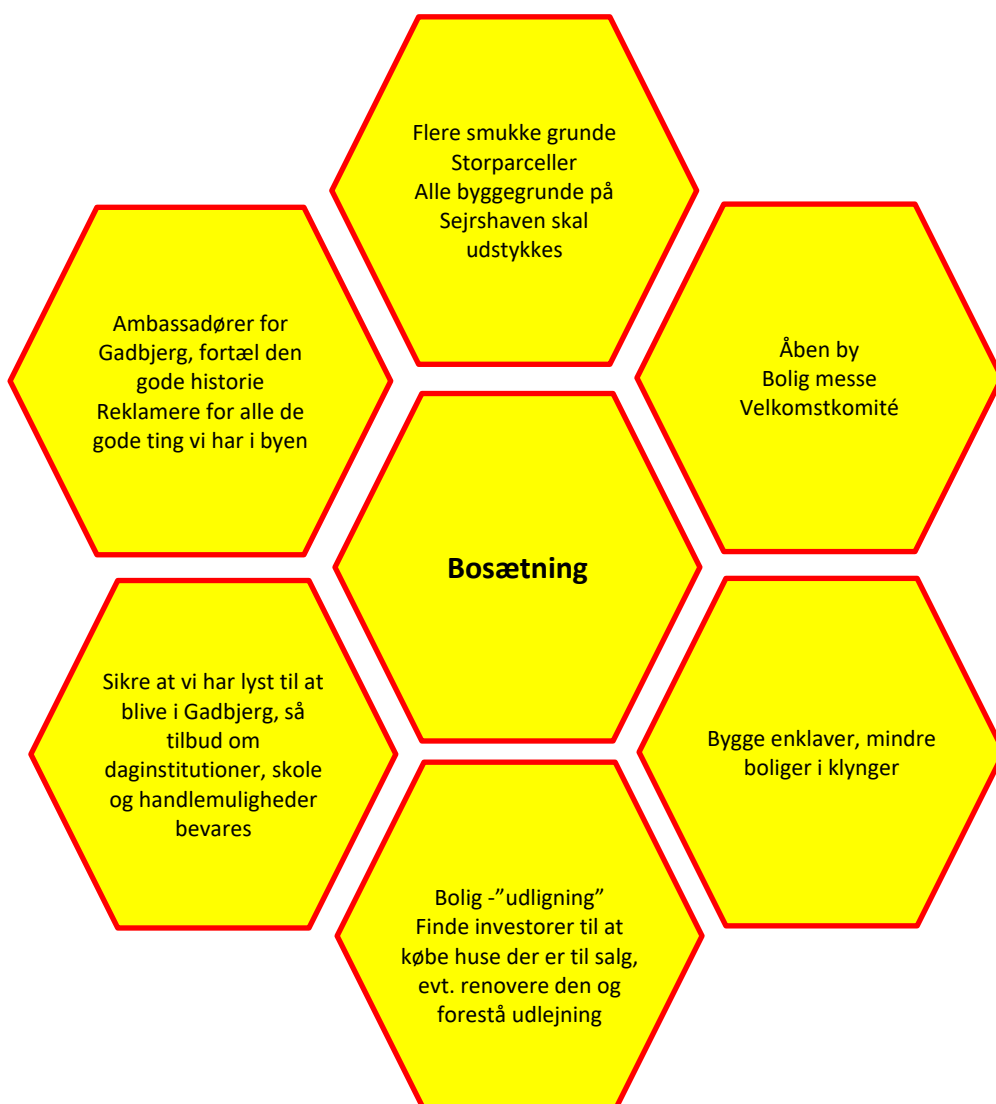 Flere smukke grunde
Storparceller
Alle byggegrunde på
Sejrshaven skal
udstykkes
Ambassadører for
Gadbjerg, fortæl den
gode historie
Reklamere for alle de
gode ting vi har i byen
Åben by
Bolig messe
Velkomstkomité
Bosætning
Sikre at vi har lyst til at
blive i Gadbjerg, så
tilbud om
daginstitutioner, skole
og handlemuligheder
bevares
Bygge enklaver, mindre
boliger i klynger
Bolig -”udligning”
Finde investorer til at
købe huse der er til salg,
evt. renovere den og
forestå udlejning